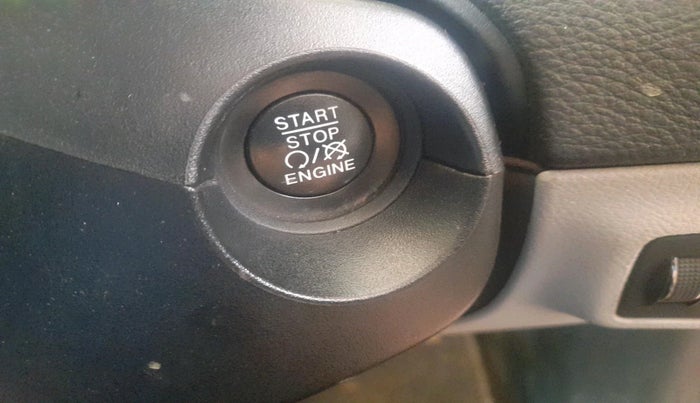 START
STOP
/
ENGINE